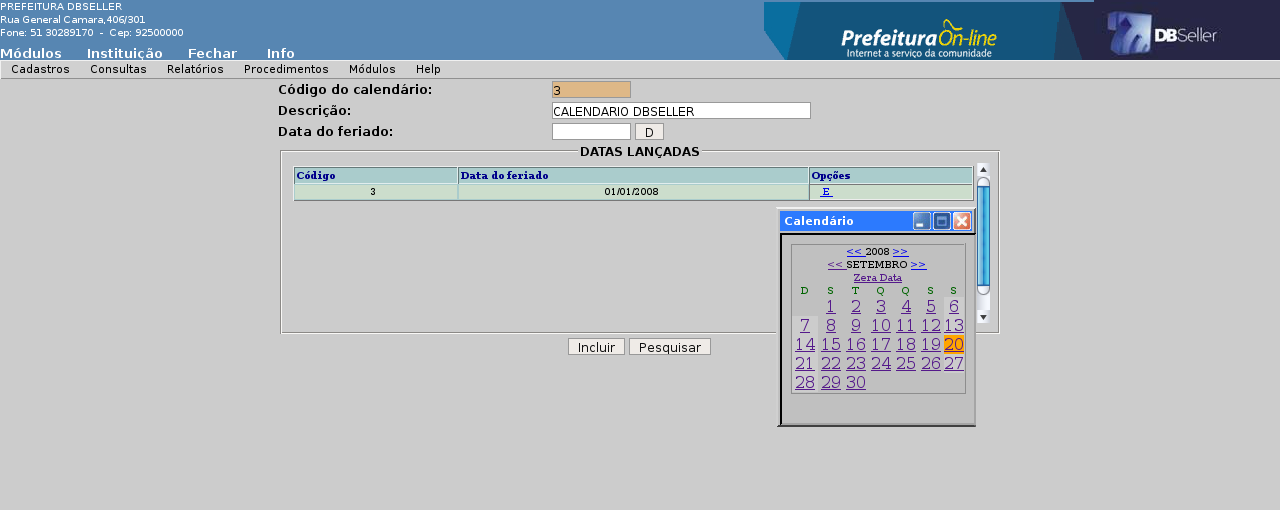 PREFEITURA DBSELLER
Rua General Camara,406/301
Fone: 51 30289170 - Cep: 92500000
Módulos Instituição Fechar Info
Prefeitura On-line
Internet a serviço da comunidade
DBSeller
Cadastros Consultas Relatórios Procedimentos Módulos Help
Código do calendário: 3
Descrição: CALENDARIO DBSELLER
Data do feriado: D
DATAS LANÇADAS
Código Data do feriado Opções
3 01/01/2008 E
Calendário
<< 2008 >>
<< SETEMBRO >>
Zera Data
D S T Q Q S S
1 2 3 4 5 6
7 8 9 10 11 12 13
14 15 16 17 18 19 20
21 22 23 24 25 26 27
28 29 30
Incluir Pesquisar